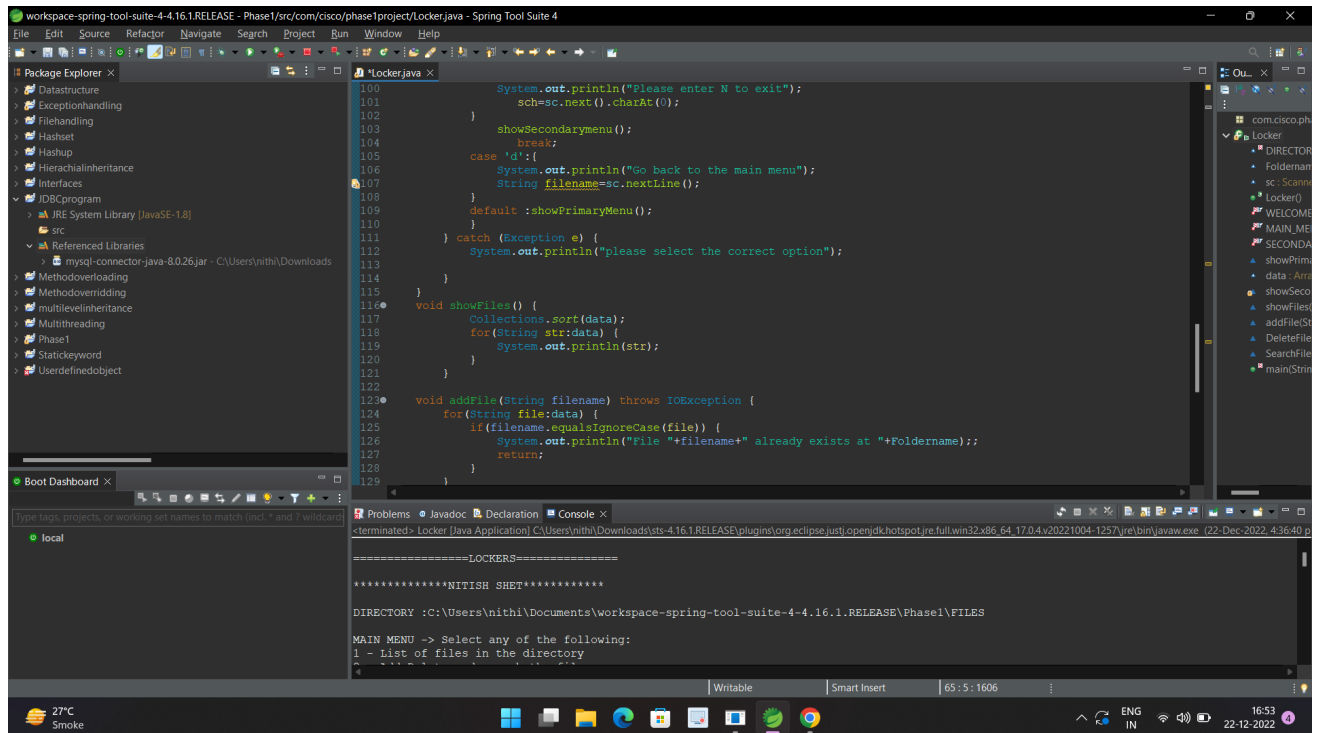 workspace-spring-tool-suite-4-4.16.1.RELEASE - Phase1/src/com/cisco/phase1project/Locker.java - Spring Tool Suite 4
File Edit Source Refactor Navigate Search Project Run Window Help
Package Explorer
Datastructure
Exceptionhandling
Filehandling
Hashset
Hashup
Hierachialinheritance
Interfaces
JDBCprogram
JRE System Library [JavaSE-1.8]
src
Referenced Libraries
mysql-connector-java-8.0.26.jar - C:\Users\nithi\Downloads
Methodoverloading
Methodoverridding
multilevelinheritance
Multithreading
Phase1
Statickeyword
Userdefinedobject
Boot Dashboard
Type tags, projects, or working set names to match (incl. * and ? wildcards
local
*Locker.java
100 System.out.println("Please enter N to exit");
101 sch=sc.next().charAt(0);
102 }
103 showSecondarymenu();
104 break;
105 case 'd':{
106 System.out.println("Go back to the main menu");
107 String filename=sc.nextLine();
108 }
109 default :showPrimaryMenu();
110 }
111 } catch (Exception e) {
112 System.out.println("please select the correct option");
113
114 }
115 }
116 void showFiles() {
117 Collections.sort(data);
118 for(String str:data) {
119 System.out.println(str);
120 }
121 }
122
123 void addFile(String filename) throws IOException {
124 for(String file:data) {
125 if(filename.equalsIgnoreCase(file)) {
126 System.out.println("File "+filename+" already exists at "+Foldername);;
127 return;
128 }
129 }
Ou...
com.cisco.ph
Locker
DIRECTOR
Foldernam
sc : Scanne
Locker()
WELCOME
MAIN_ME
SECONDA
showPrima
data : Arra
showSeco
showFiles(
addFile(St
DeleteFile
SearchFile
main(Strin
Problems Javadoc Declaration Console
<terminated> Locker [Java Application] C:\Users\nithi\Downloads\sts-4.16.1.RELEASE\plugins\org.eclipse.justj.openjdk.hotspot.jre.full.win32.x86_64_17.0.4.v20221004-1257\jre\bin\javaw.exe (22-Dec-2022, 4:36:40 p
=================LOCKERS===============
**************NITISH SHET************
DIRECTORY :C:\Users\nithi\Documents\workspace-spring-tool-suite-4-4.16.1.RELEASE\Phase1\FILES
MAIN MENU -> Select any of the following:
1 - List of files in the directory
Writable Smart Insert 65 : 5 : 1606
27°C
Smoke
ENG
IN
16:53
22-12-2022
4